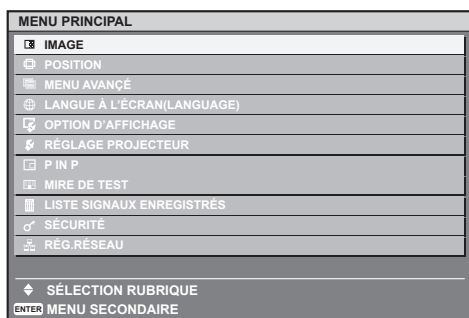 MENU PRINCIPAL
IMAGE
POSITION
MENU AVANÇÉ
LANGUE À L'ÉCRAN(LANGUAGE)
OPTION D'AFFICHAGE
RÉGLAGE PROJECTEUR
P IN P
MIRE DE TEST
LISTE SIGNAUX ENREGISTRÉS
SÉCURITÉ
RÉG.RÉSEAU
SÉLECTION RUBRIQUE
ENTER MENU SECONDAIRE